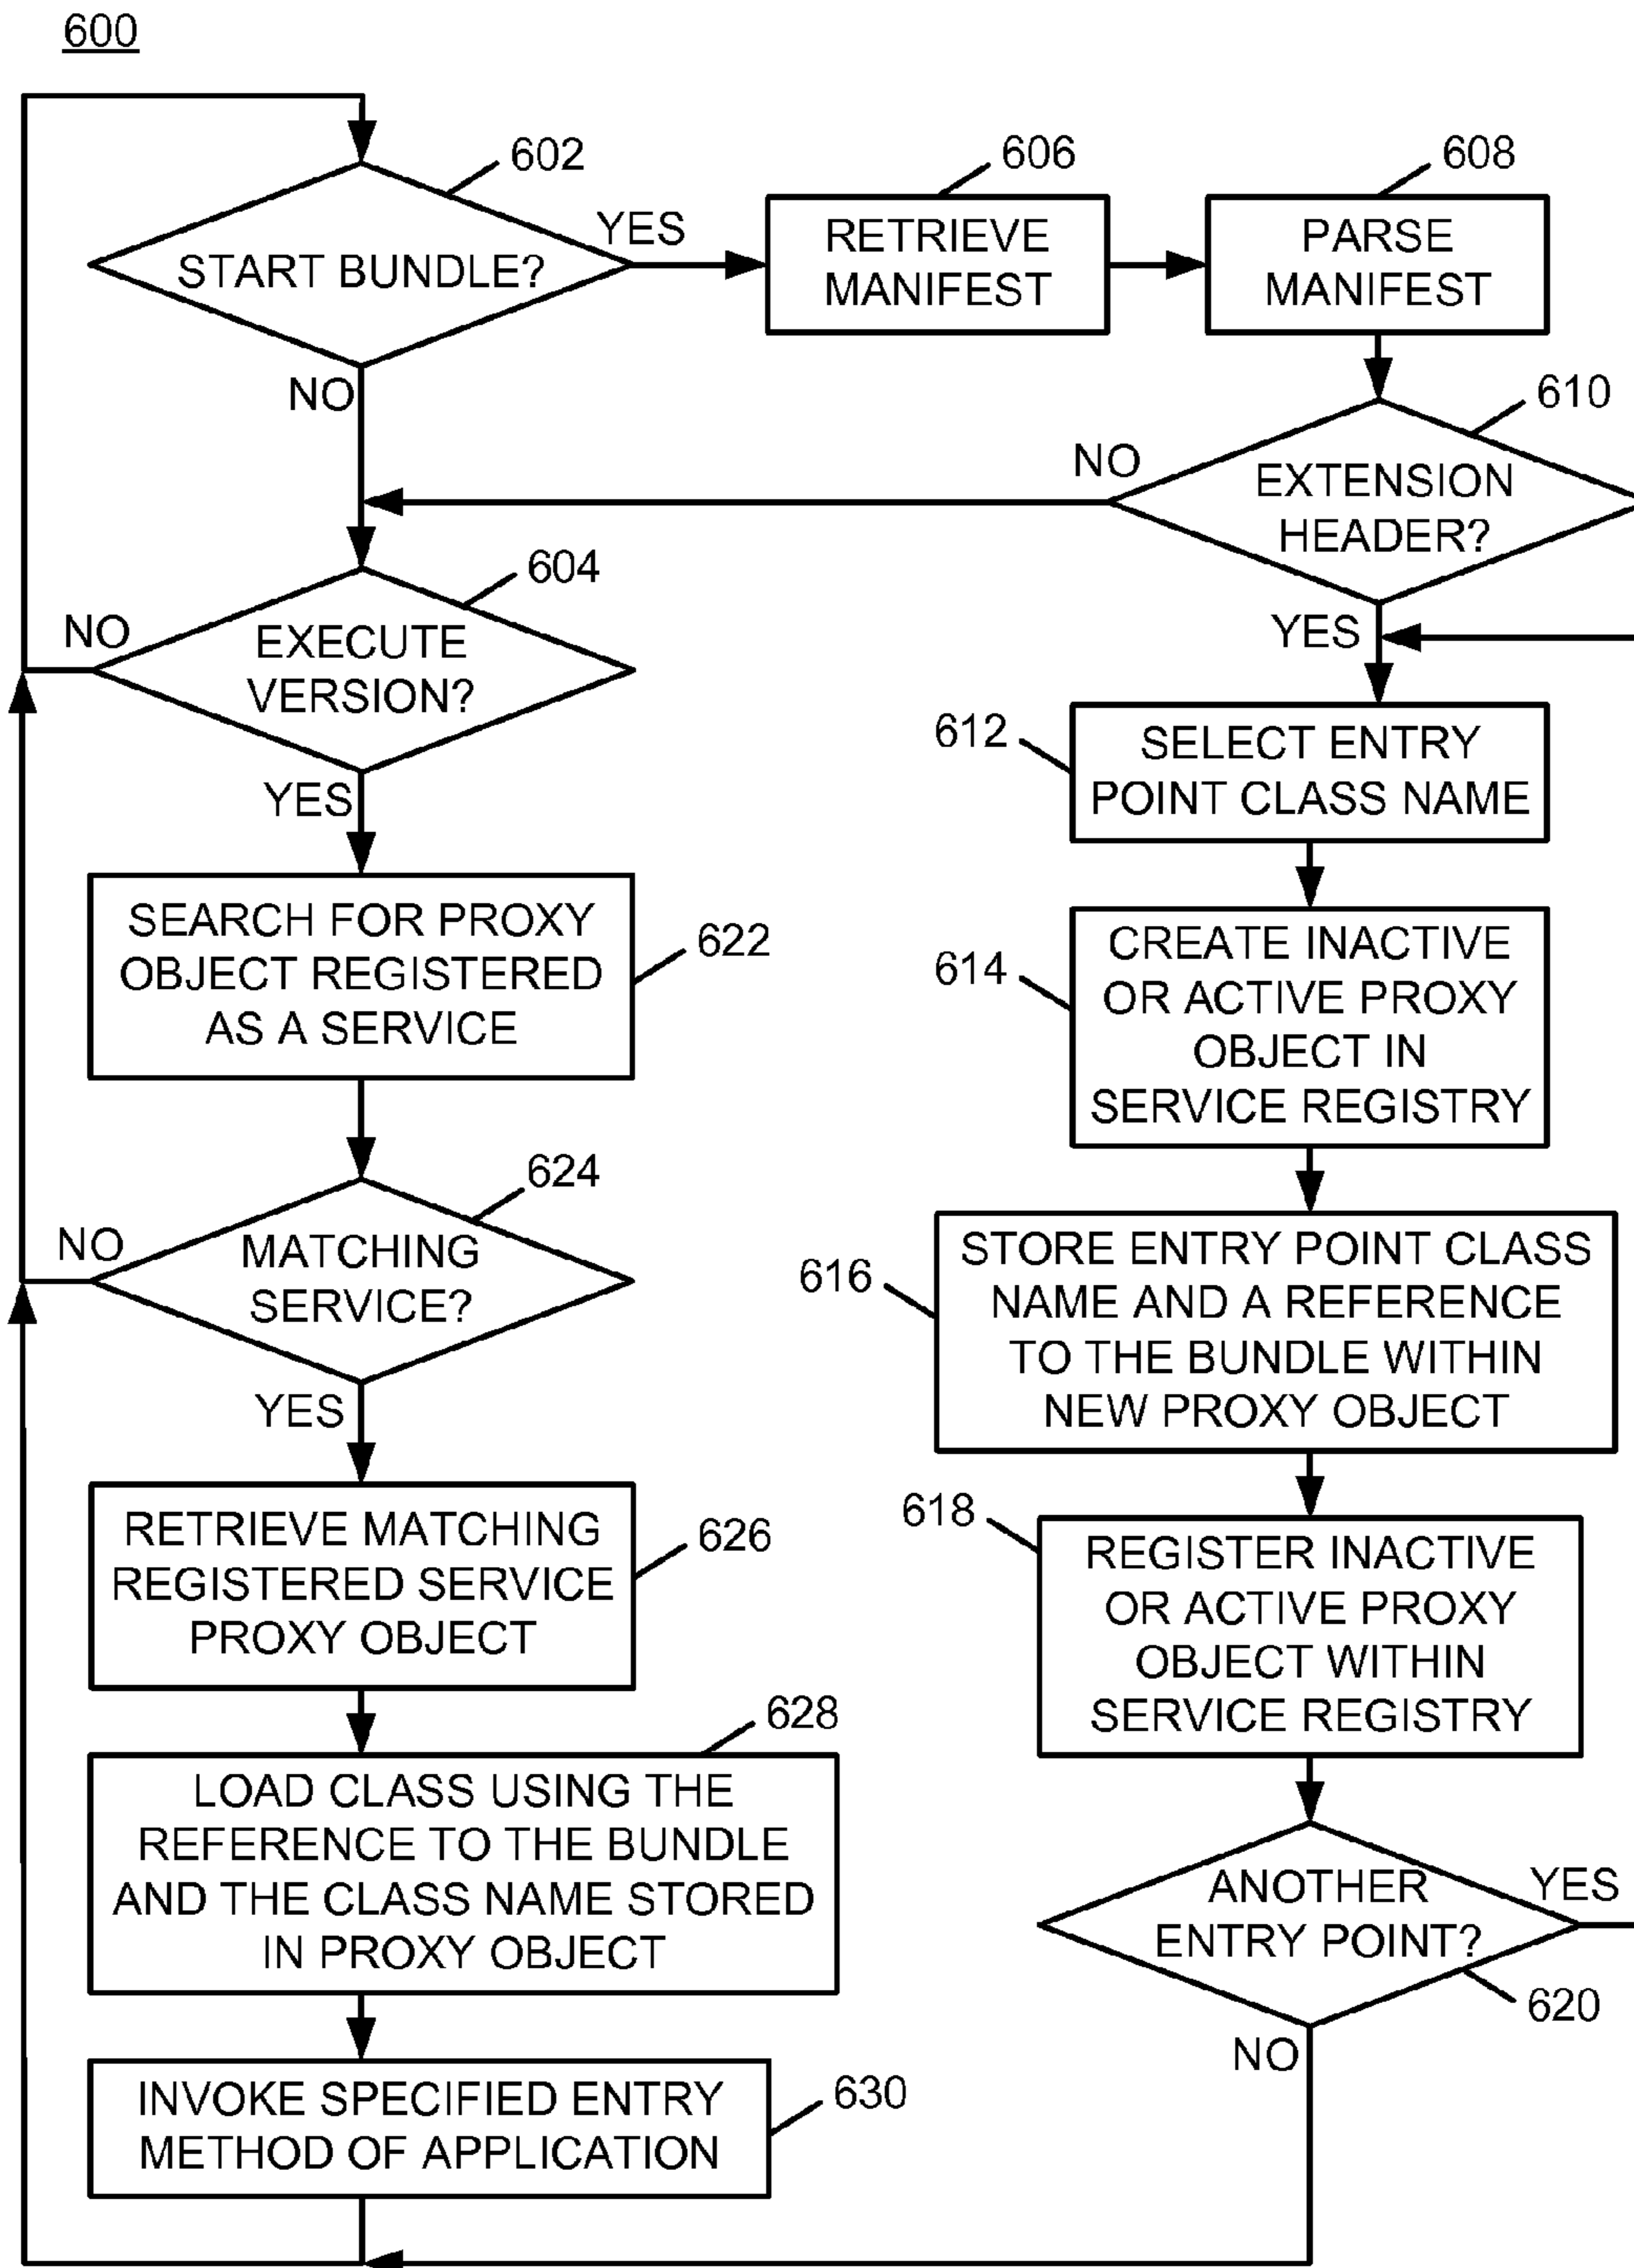 600
602
START BUNDLE?
YES
NO
606
RETRIEVE
MANIFEST
608
PARSE
MANIFEST
610
EXTENSION
HEADER?
NO
YES
604
EXECUTE
VERSION?
NO
YES
612
SELECT ENTRY
POINT CLASS NAME
614
CREATE INACTIVE
OR ACTIVE PROXY
OBJECT IN
SERVICE REGISTRY
616
STORE ENTRY POINT CLASS
NAME AND A REFERENCE
TO THE BUNDLE WITHIN
NEW PROXY OBJECT
618
REGISTER INACTIVE
OR ACTIVE PROXY
OBJECT WITHIN
SERVICE REGISTRY
ANOTHER
ENTRY POINT?
YES
620
NO
622
SEARCH FOR PROXY
OBJECT REGISTERED
AS A SERVICE
624
MATCHING
SERVICE?
NO
YES
626
RETRIEVE MATCHING
REGISTERED SERVICE
PROXY OBJECT
628
LOAD CLASS USING THE
REFERENCE TO THE BUNDLE
AND THE CLASS NAME STORED
IN PROXY OBJECT
630
INVOKE SPECIFIED ENTRY
METHOD OF APPLICATION